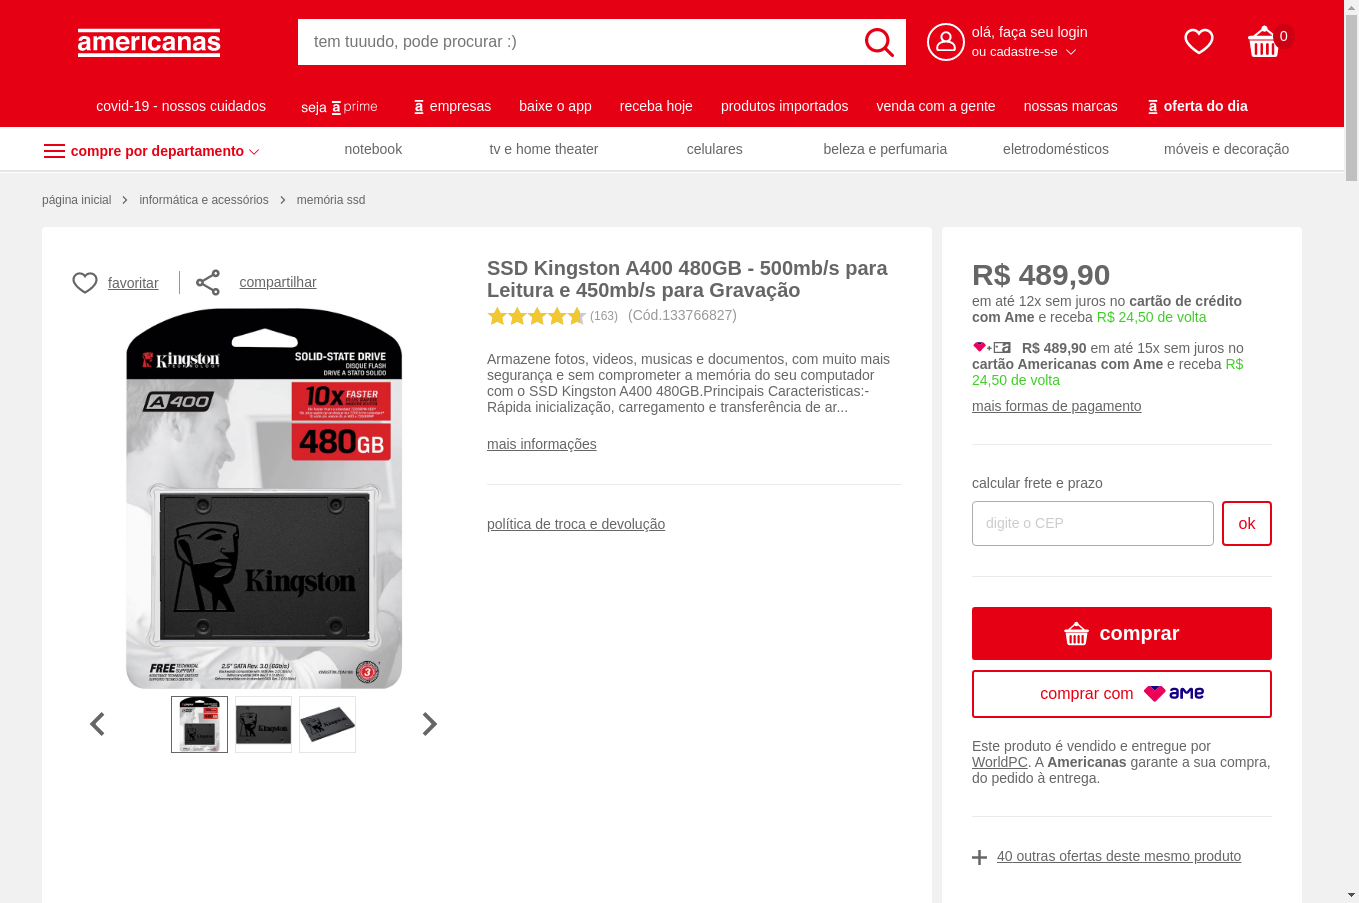 americanas
tem tuuudo, pode procurar :)
olá, faça seu login
ou cadastre-se
0
covid-19 - nossos cuidados
seja a prime
a empresas
baixe o app
receba hoje
produtos importados
venda com a gente
nossas marcas
a oferta do dia
compre por departamento
notebook
tv e home theater
celulares
beleza e perfumaria
eletrodomésticos
móveis e decoração
página inicial
informática e acessórios
memória ssd
favoritar
compartilhar
Kingston
TECHNOLOGY
SOLID-STATE DRIVE
DISQUE FLASH
DRIVE A STATO SOLIDO
A400
10x FASTER
480GB
Kingston
FREE TECHNICAL
SUPPORT
2.5" SATA Rev. 3.0 (6Gb/s)
3
SSD Kingston A400 480GB - 500mb/s para
Leitura e 450mb/s para Gravação
(163) (Cód.133766827)
Armazene fotos, videos, musicas e documentos, com muito mais
segurança e sem comprometer a memória do seu computador
com o SSD Kingston A400 480GB.Principais Caracteristicas:-
Rápida inicialização, carregamento e transferência de ar...
mais informações
política de troca e devolução
R$ 489,90
em até 12x sem juros no cartão de crédito
com Ame e receba R$ 24,50 de volta
R$ 489,90 em até 15x sem juros no
cartão Americanas com Ame e receba R$
24,50 de volta
mais formas de pagamento
calcular frete e prazo
digite o CEP
ok
comprar
comprar com ame
Este produto é vendido e entregue por
WorldPC. A Americanas garante a sua compra,
do pedido à entrega.
40 outras ofertas deste mesmo produto